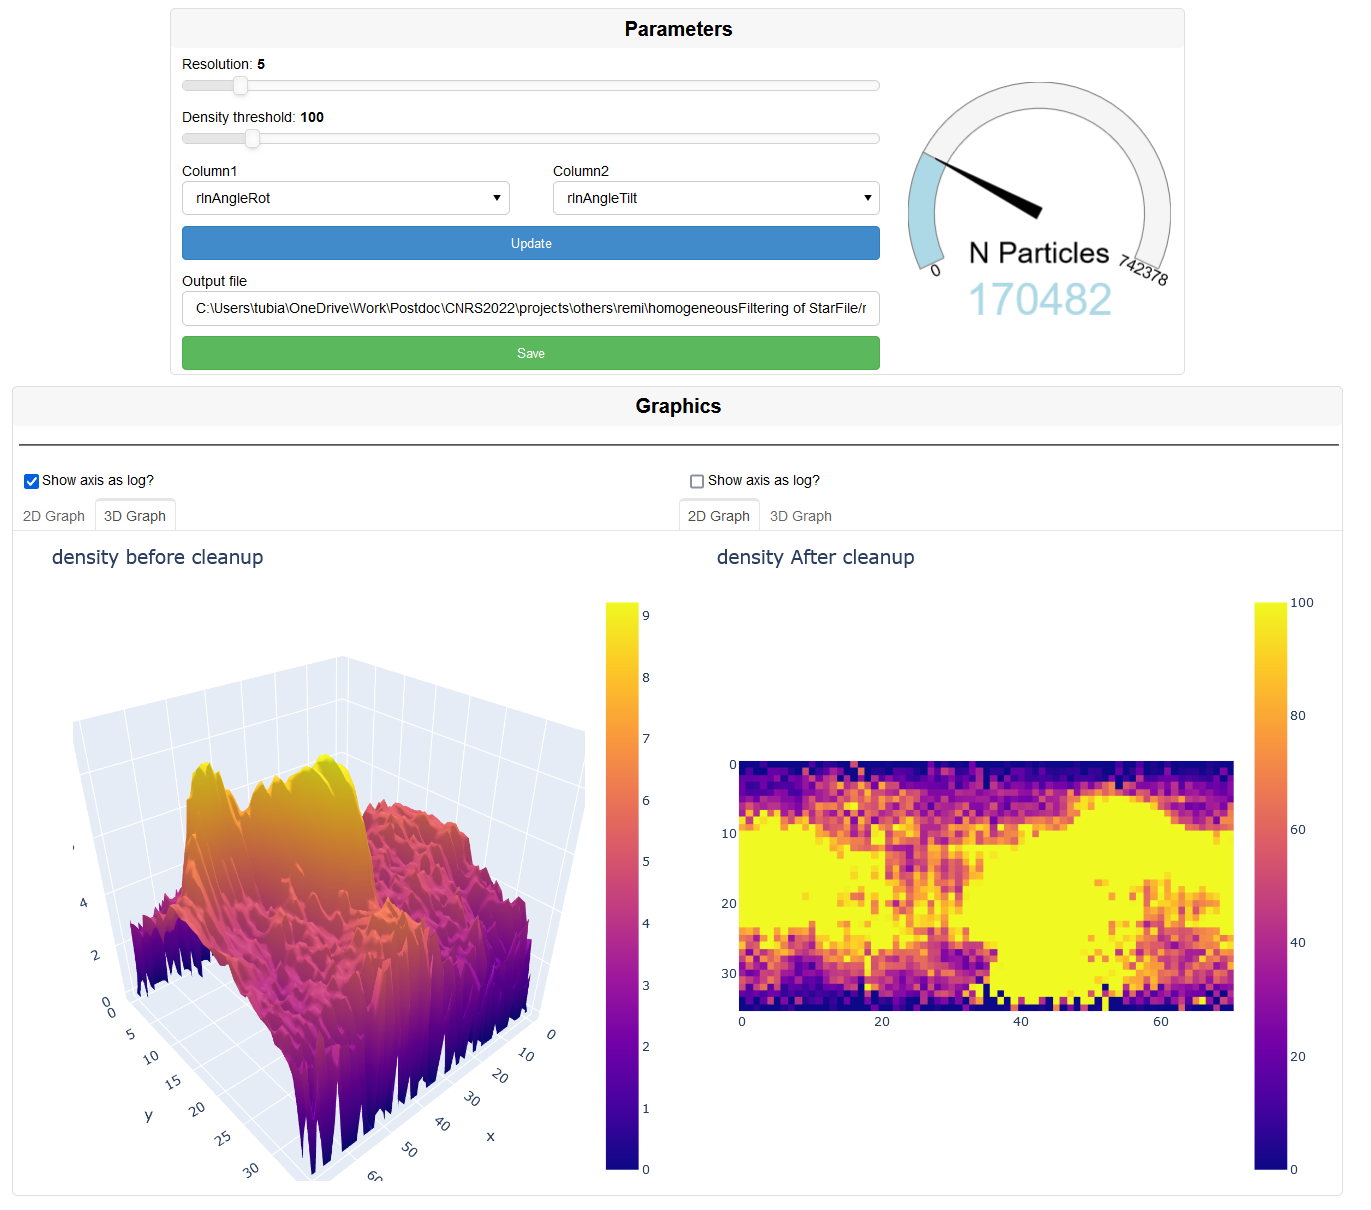 Parameters
Resolution: 5
Density threshold: 100
Column1 Column2
rlnAngleRot rlnAngleTilt
Update
Output file
C:\Users\tubia\OneDrive\Work\Postdoc\CNRS2022\projects\others\remi\homogeneousFiltering of StarFile/r
Save
N Particles
170482
0 742378
Graphics
Show axis as log? Show axis as log?
2D Graph 3D Graph 2D Graph 3D Graph
density before cleanup
9
8
7
6
5
4
3
2
1
0
4
2
0
0
5
10
15
20
25
30
y
0
10
20
30
40
50
60
x
density After cleanup
0
10
20
30
0 20 40 60
100
80
60
40
20
0